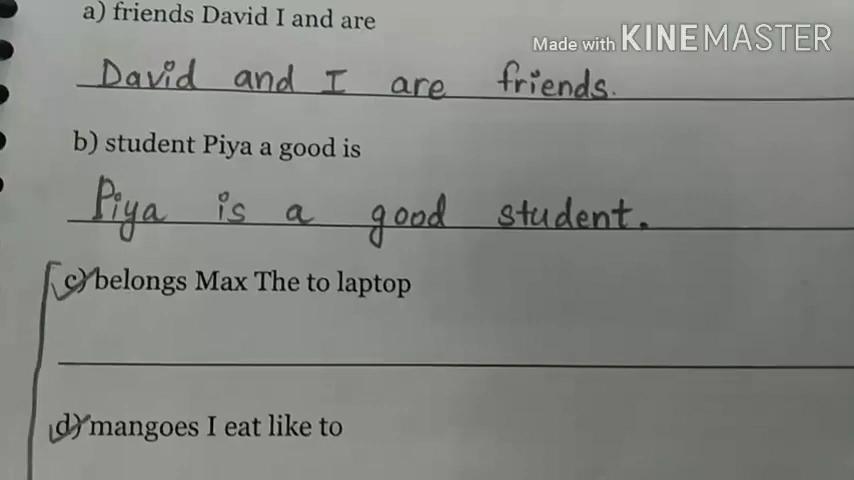 a) friends David I and are
Made with KINEMASTER
David and I are friends.
b) student Piya a good is
Piya is a good student.
c) belongs Max The to laptop
d) mangoes I eat like to